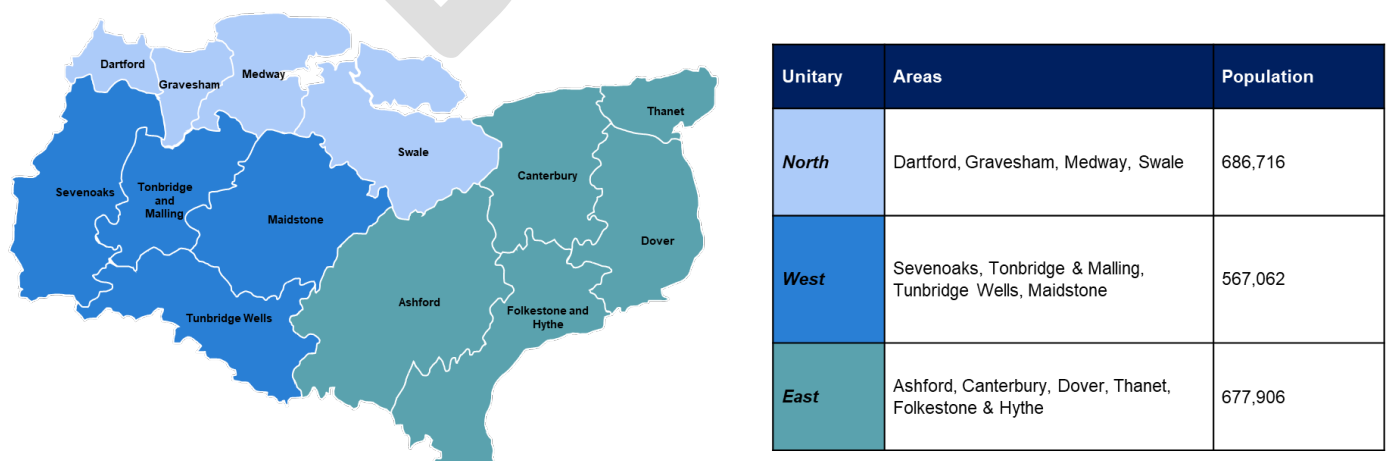 Dartford
Gravesham
Medway
Swale
Thanet
Canterbury
Sevenoaks
Tonbridge
and
Malling
Maidstone
Dover
Ashford
Folkestone and
Hythe
Tunbridge Wells
Unitary Areas Population
North Dartford, Gravesham, Medway, Swale 686,716
West Sevenoaks, Tonbridge & Malling,
Tunbridge Wells, Maidstone 567,062
East Ashford, Canterbury, Dover, Thanet,
Folkestone & Hythe 677,906